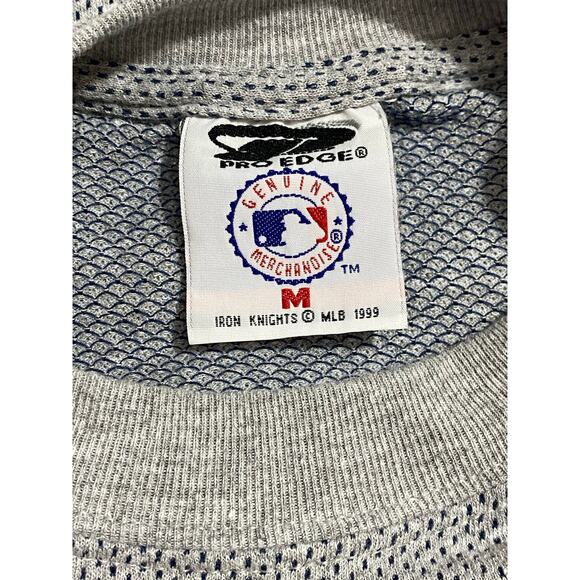 PRO EDGE®
GENUINE
MERCHANDISE®
TM
M
IRON KNIGHTS © MLB 1999